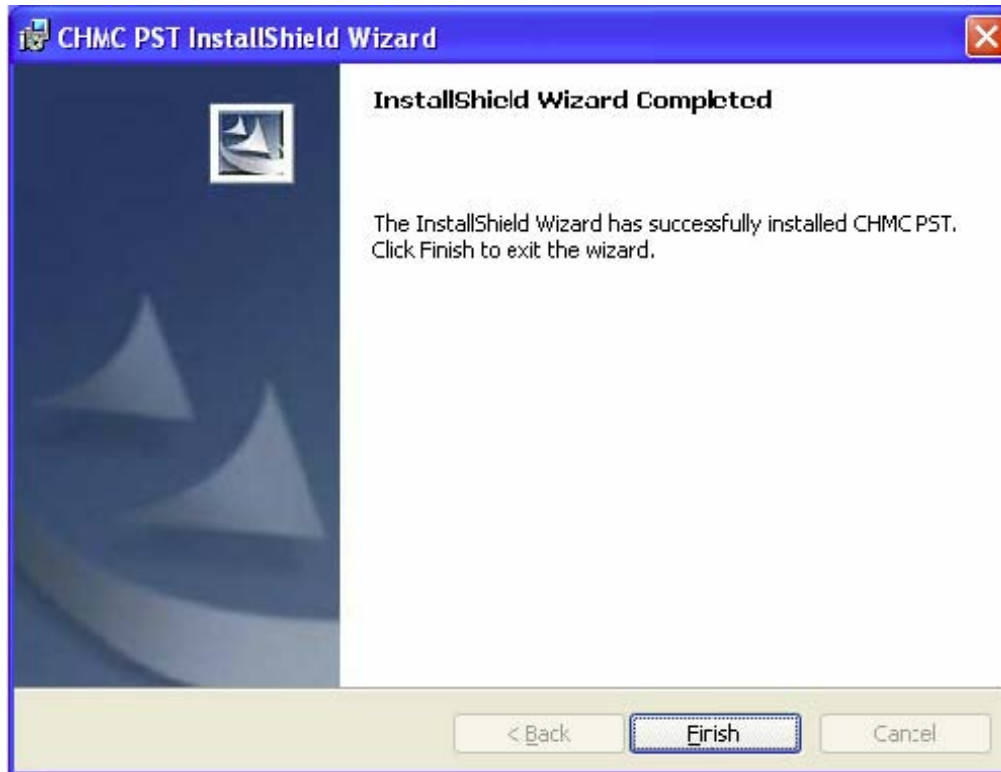 CHMC PST InstallShield Wizard
InstallShield Wizard Completed
The InstallShield Wizard has successfully installed CHMC PST.
Click Finish to exit the wizard.
< Back
Finish
Cancel